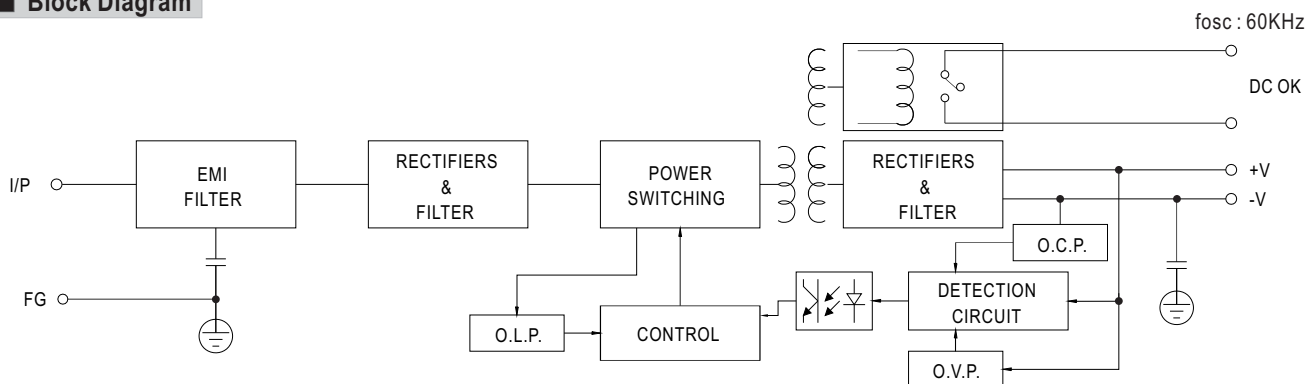 Block Diagram
fosc : 60KHz
DC OK
I/P
EMI
FILTER
RECTIFIERS
&
FILTER
POWER
SWITCHING
RECTIFIERS
&
FILTER
+V
-V
O.C.P.
FG
DETECTION
CIRCUIT
O.L.P.
CONTROL
O.V.P.